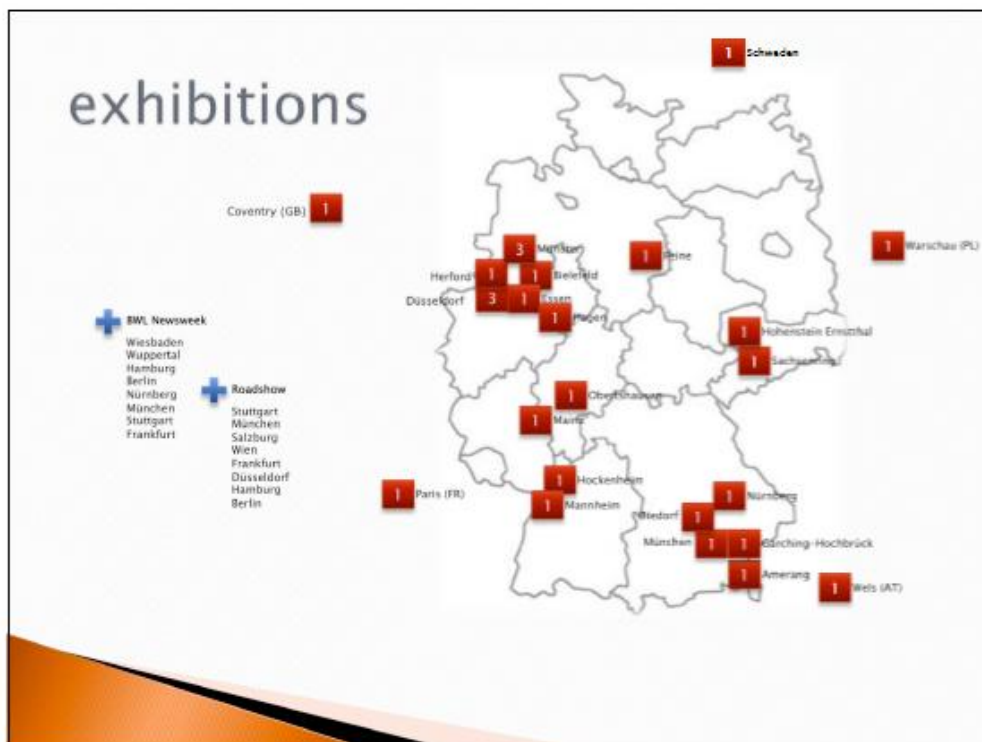 1 Schweden
exhibitions
Coventry (GB) 1
1 Warschau (PL)
3 Münster
1 Peine
Herford 1
1 Bielefeld
Düsseldorf 3
1 Essen
1 Hagen
BWL Newsweek
Wiesbaden
Wuppertal
Hamburg
Berlin
Nürnberg
München
Stuttgart
Frankfurt
Roadshow
Stuttgart
München
Salzburg
Wien
Frankfurt
Düsseldorf
Hamburg
Berlin
1 Hohenstein Ernstthal
1
1 Obertshausen
1 Mainz
1 Hockenheim
1 Mannheim
1 Paris (FR)
1 Nürnberg
1
München 1
1 Garching-Hochbrück
1 Amerang
1 Wels (AT)